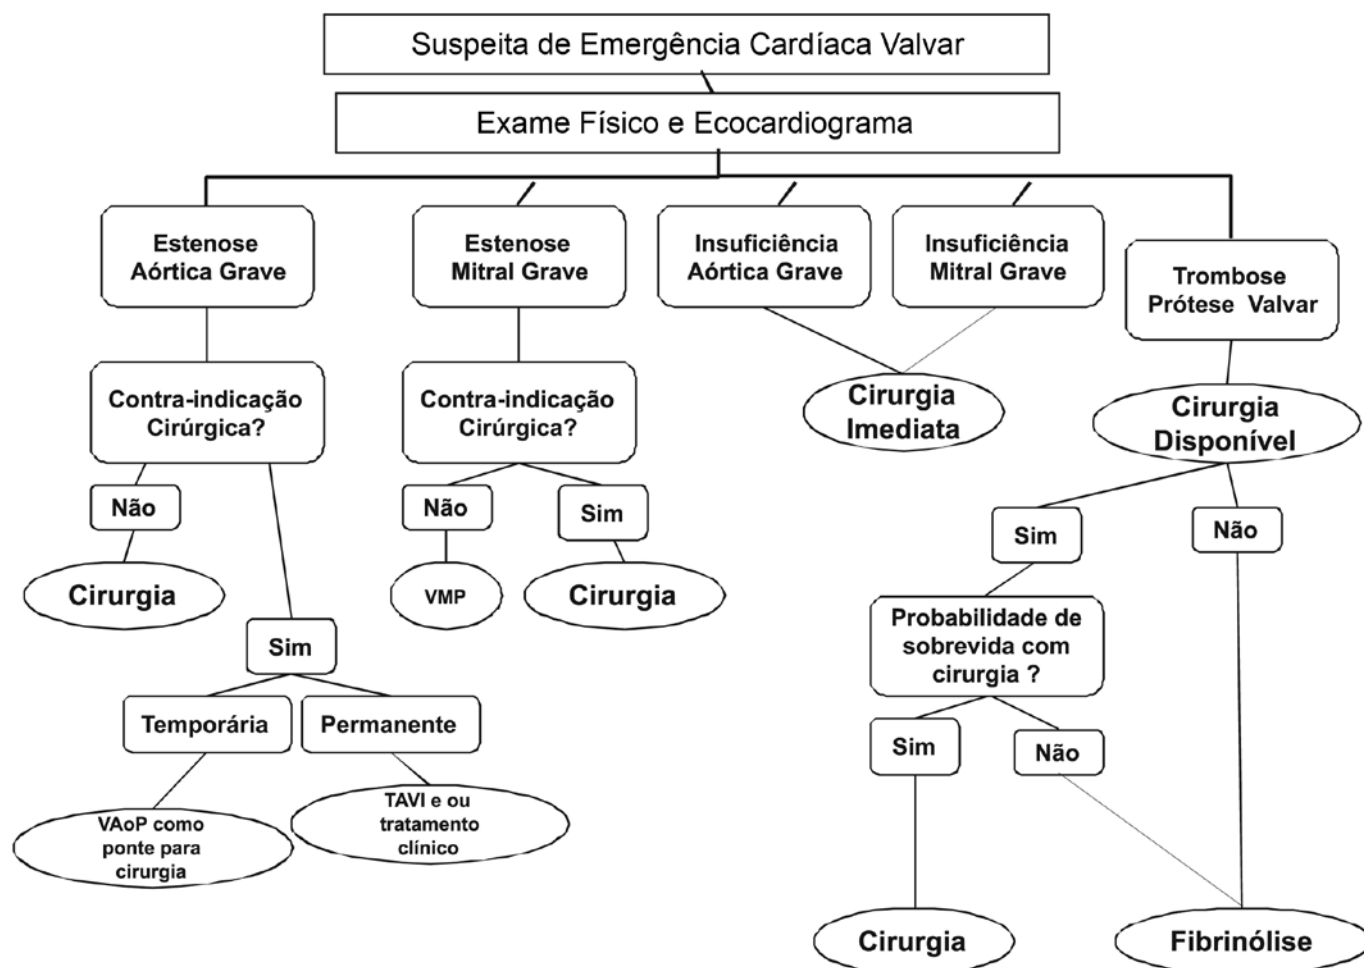 Suspeita de Emergência Cardíaca Valvar
Exame Físico e Ecocardiograma
Estenose
Aórtica Grave
Estenose
Mitral Grave
Insuficiência
Aórtica Grave
Insuficiência
Mitral Grave
Trombose
Prótese Valvar
Contra-indicação
Cirúrgica?
Contra-indicação
Cirúrgica?
Cirurgia
Imediata
Cirurgia
Disponível
Não
Não
Sim
Sim
Não
Cirurgia
VMP
Cirurgia
Sim
Probabilidade de
sobrevida com
cirurgia ?
Temporária
Permanente
Sim
Não
VAoP como
ponte para
cirurgia
TAVI e ou
tratamento
clínico
Cirurgia
Fibrinólise